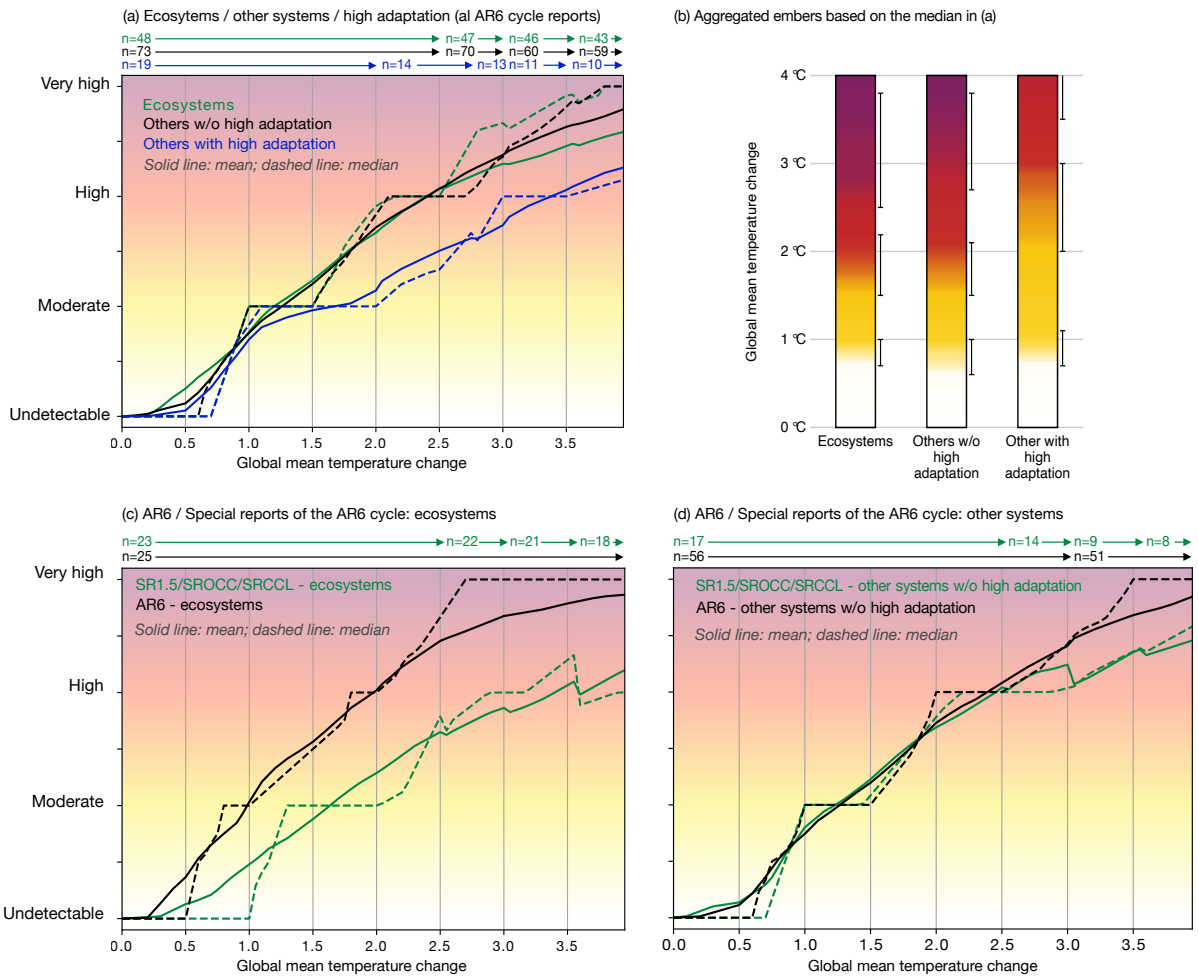 (a) Ecosytems / other systems / high adaptation (al AR6 cycle reports)
n=48 n=47 n=46 n=43
n=73 n=70 n=60 n=59
n=19 n=14 n=13 n=11 n=10
Very high
High
Moderate
Undetectable
Ecosystems
Others w/o high adaptation
Others with high adaptation
Solid line: mean; dashed line: median
0.0 0.5 1.0 1.5 2.0 2.5 3.0 3.5
Global mean temperature change
(b) Aggregated embers based on the median in (a)
Global mean temperature change
4 ºC
3 ºC
2 ºC
1 ºC
0 ºC
Ecosystems
Others w/o
high
adaptation
Other with
high
adaptation
(c) AR6 / Special reports of the AR6 cycle: ecosystems
n=23 n=22 n=21 n=18
n=25
Very high
High
Moderate
Undetectable
SR1.5/SROCC/SRCCL - ecosystems
AR6 - ecosystems
Solid line: mean; dashed line: median
0.0 0.5 1.0 1.5 2.0 2.5 3.0 3.5
Global mean temperature change
(d) AR6 / Special reports of the AR6 cycle: other systems
n=17 n=14 n=9 n=8
n=56 n=51
SR1.5/SROCC/SRCCL - other systems w/o high adaptation
AR6 - other systems w/o high adaptation
Solid line: mean; dashed line: median
0.0 0.5 1.0 1.5 2.0 2.5 3.0 3.5
Global mean temperature change